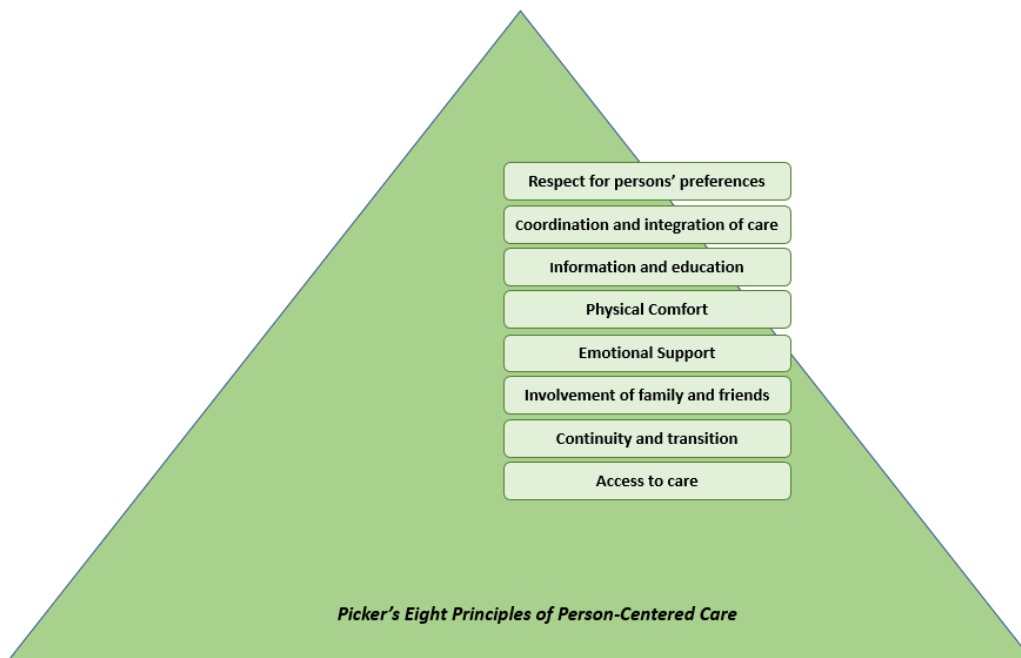 Respect for persons’ preferences
Coordination and integration of care
Information and education
Physical Comfort
Emotional Support
Involvement of family and friends
Continuity and transition
Access to care
Picker’s Eight Principles of Person-Centered Care